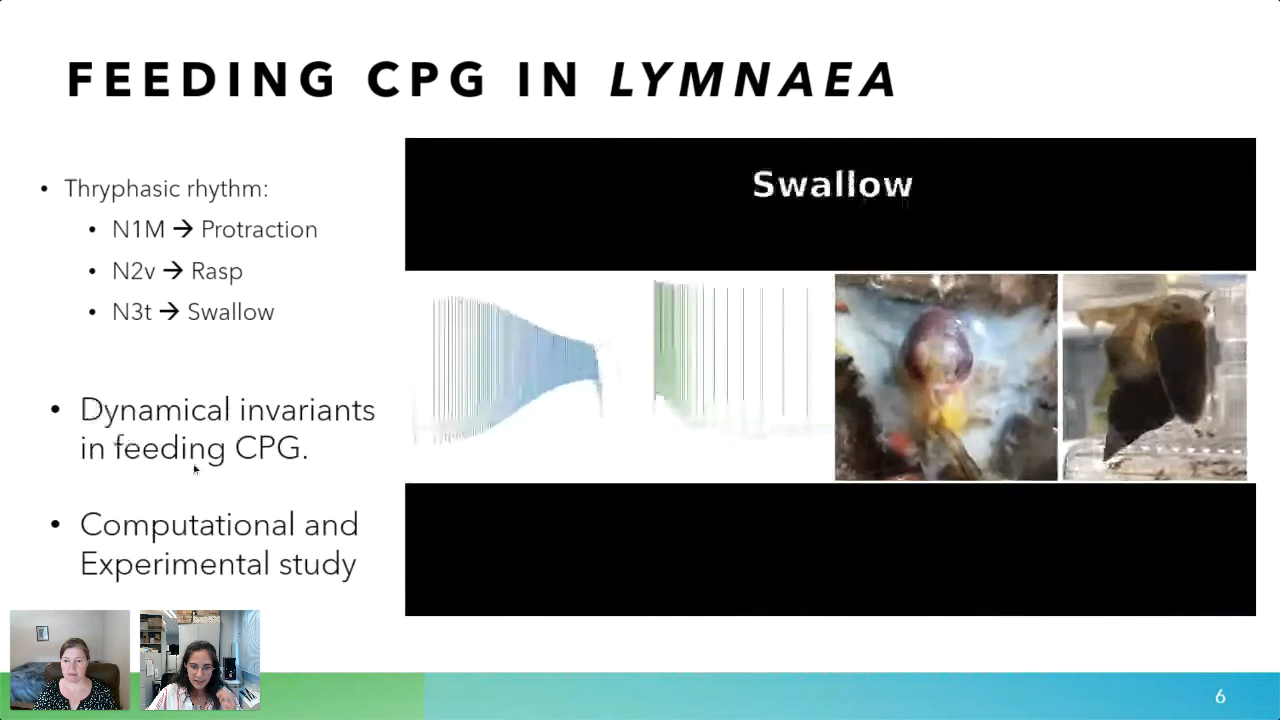 FEEDING CPG IN LYMNAEA
• Thryphasic rhythm:
• N1M → Protraction
• N2v → Rasp
• N3t → Swallow
• Dynamical invariants
in feeding CPG.
• Computational and
Experimental study
Swallow
6